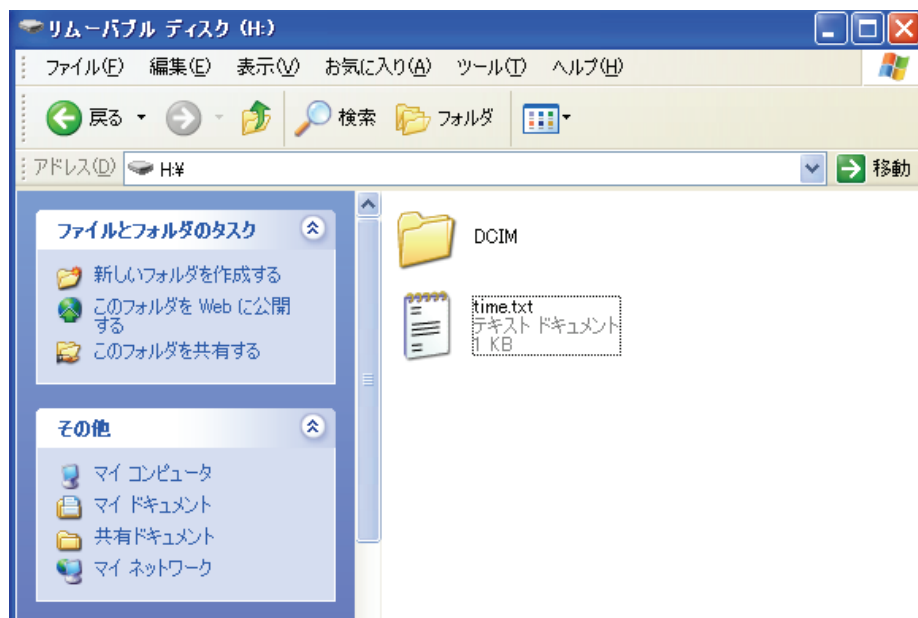 リムーバブル ディスク (H:)
ファイル(F) 編集(E) 表示(V) お気に入り(A) ツール(T) ヘルプ(H)
戻る 検索 フォルダ
アドレス(D) H:¥ 移動
ファイルとフォルダのタスク
新しいフォルダを作成する
このフォルダを Web に公開
する
このフォルダを共有する
その他
マイ コンピュータ
マイ ドキュメント
共有ドキュメント
マイ ネットワーク
DCIM
time.txt
テキスト ドキュメント
1 KB